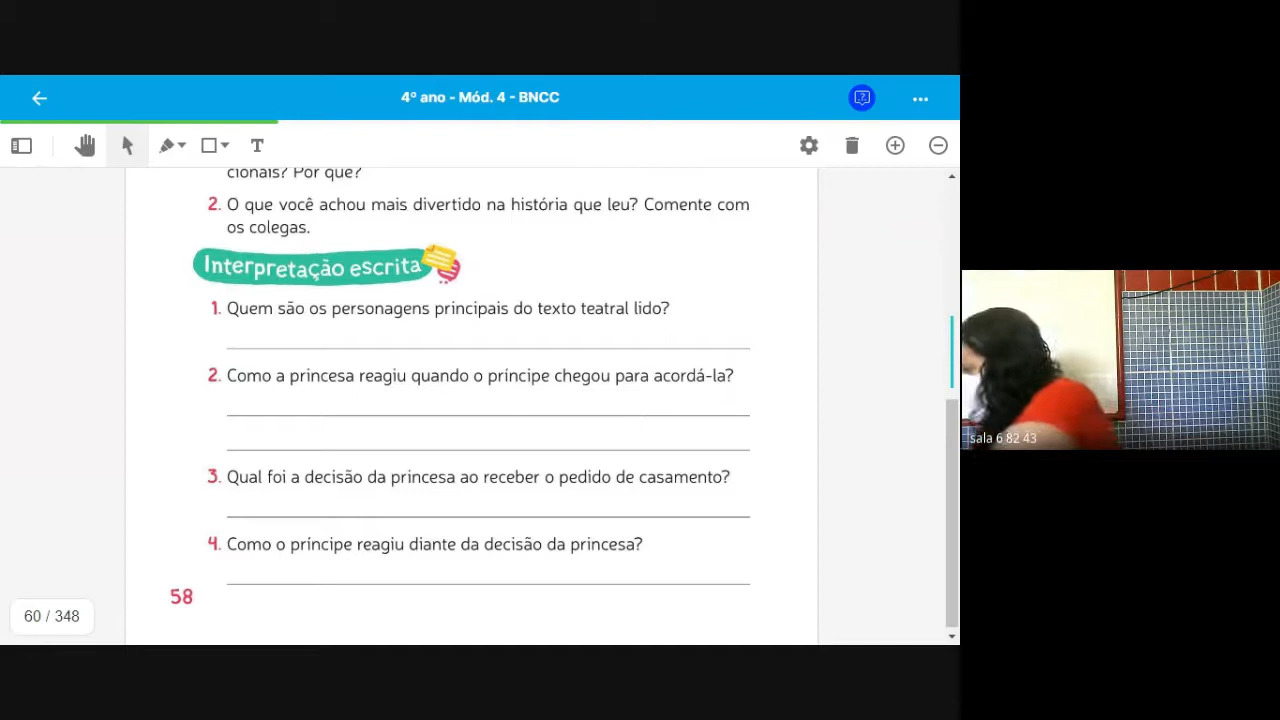 4º ano - Mód. 4 - BNCC
T
cionais? Por que?
2. O que você achou mais divertido na história que leu? Comente com
os colegas.
Interpretação escrita
1. Quem são os personagens principais do texto teatral lido?
2. Como a princesa reagiu quando o príncipe chegou para acordá-la?
3. Qual foi a decisão da princesa ao receber o pedido de casamento?
4. Como o príncipe reagiu diante da decisão da princesa?
58
60 / 348
sala 6 82 43